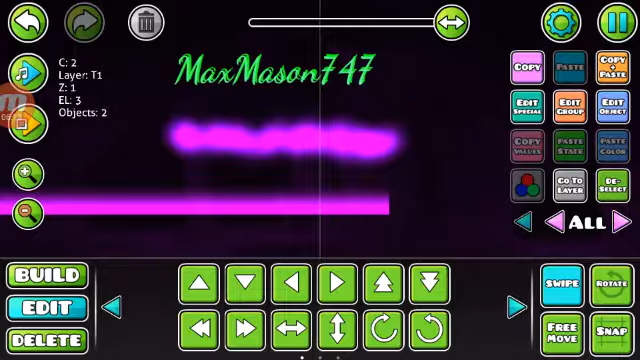 C: 2
Layer: T1
Z: 1
EL: 3
Objects: 2
MaxMason747
COPY
PASTE
COPY
+
PASTE
EDIT
SPECIAL
EDIT
GROUP
EDIT
OBJECT
COPY
VALUES
PASTE
STATE
PASTE
COLOR
GO TO
LAYER
DE-
SELECT
ALL
BUILD
EDIT
DELETE
SWIPE
ROTATE
FREE
MOVE
SNAP